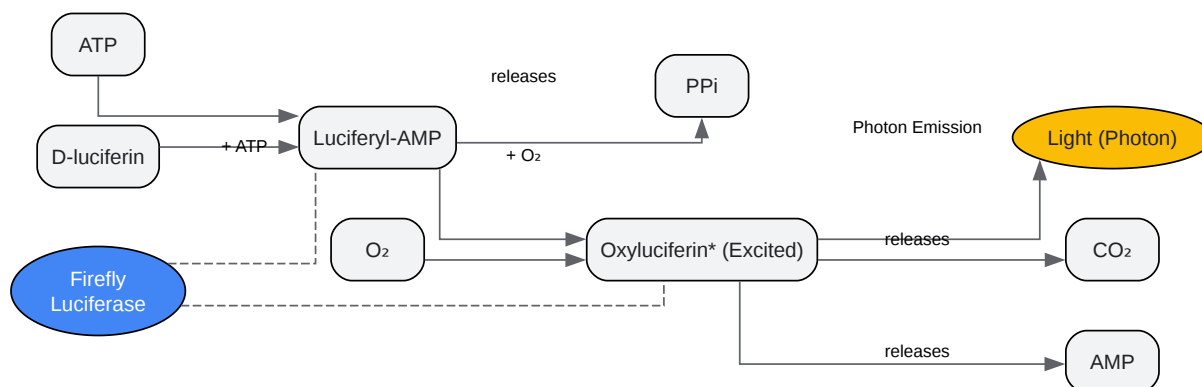 ATP
releases
PPi
Luciferyl-AMP
Photon Emission
Light (Photon)
D-luciferin
+ ATP
+ O₂
O₂
Oxyluciferin* (Excited)
releases
CO₂
Firefly
Luciferase
releases
AMP